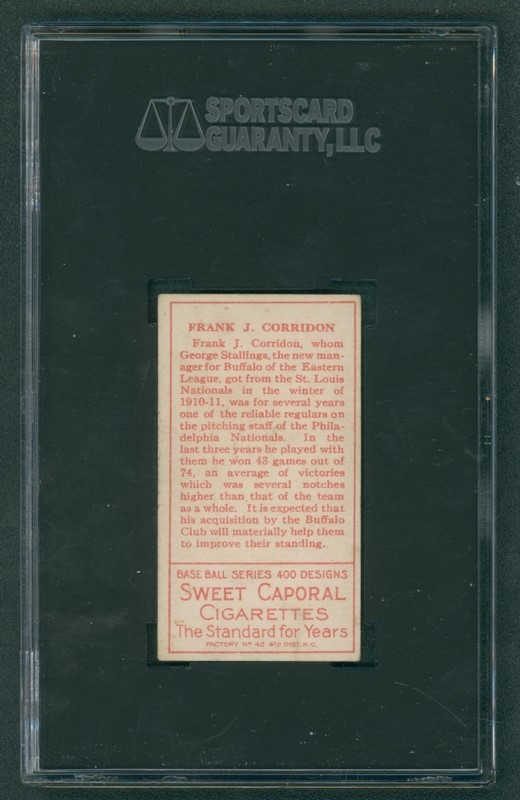 SPORTSCARD
GUARANTY, LLC
FRANK J. CORRIDON
Frank J. Corridon, whom
George Stallings, the new man-
ager for Buffalo of the Eastern
League, got from the St. Louis
Nationals in the winter of
1910-11, was for several years
one of the reliable regulars on
the pitching staff of the Phila-
delphia Nationals. In the
last three years he played with
them he won 43 games out of
74, an average of victories
which was several notches
higher than that of the team
as a whole. It is expected that
his acquisition by the Buffalo
Club will materially help them
to improve their standing.
BASE BALL SERIES 400 DESIGNS
SWEET CAPORAL
CIGARETTES
The Standard for Years
FACTORY No 42 4TH DIST. N.C.